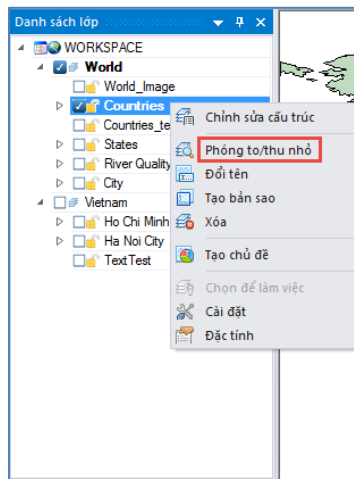 Danh sách lớp
WORKSPACE
World
World_Image
Countries
Countries_te
States
River Quality
City
Vietnam
Ho Chi Minh
Ha Noi City
TextTest
Chỉnh sửa cấu trúc
Phóng to/thu nhỏ
Đổi tên
Tạo bản sao
Xóa
Tạo chủ đề
Chọn để làm việc
Cài đặt
Đặc tính